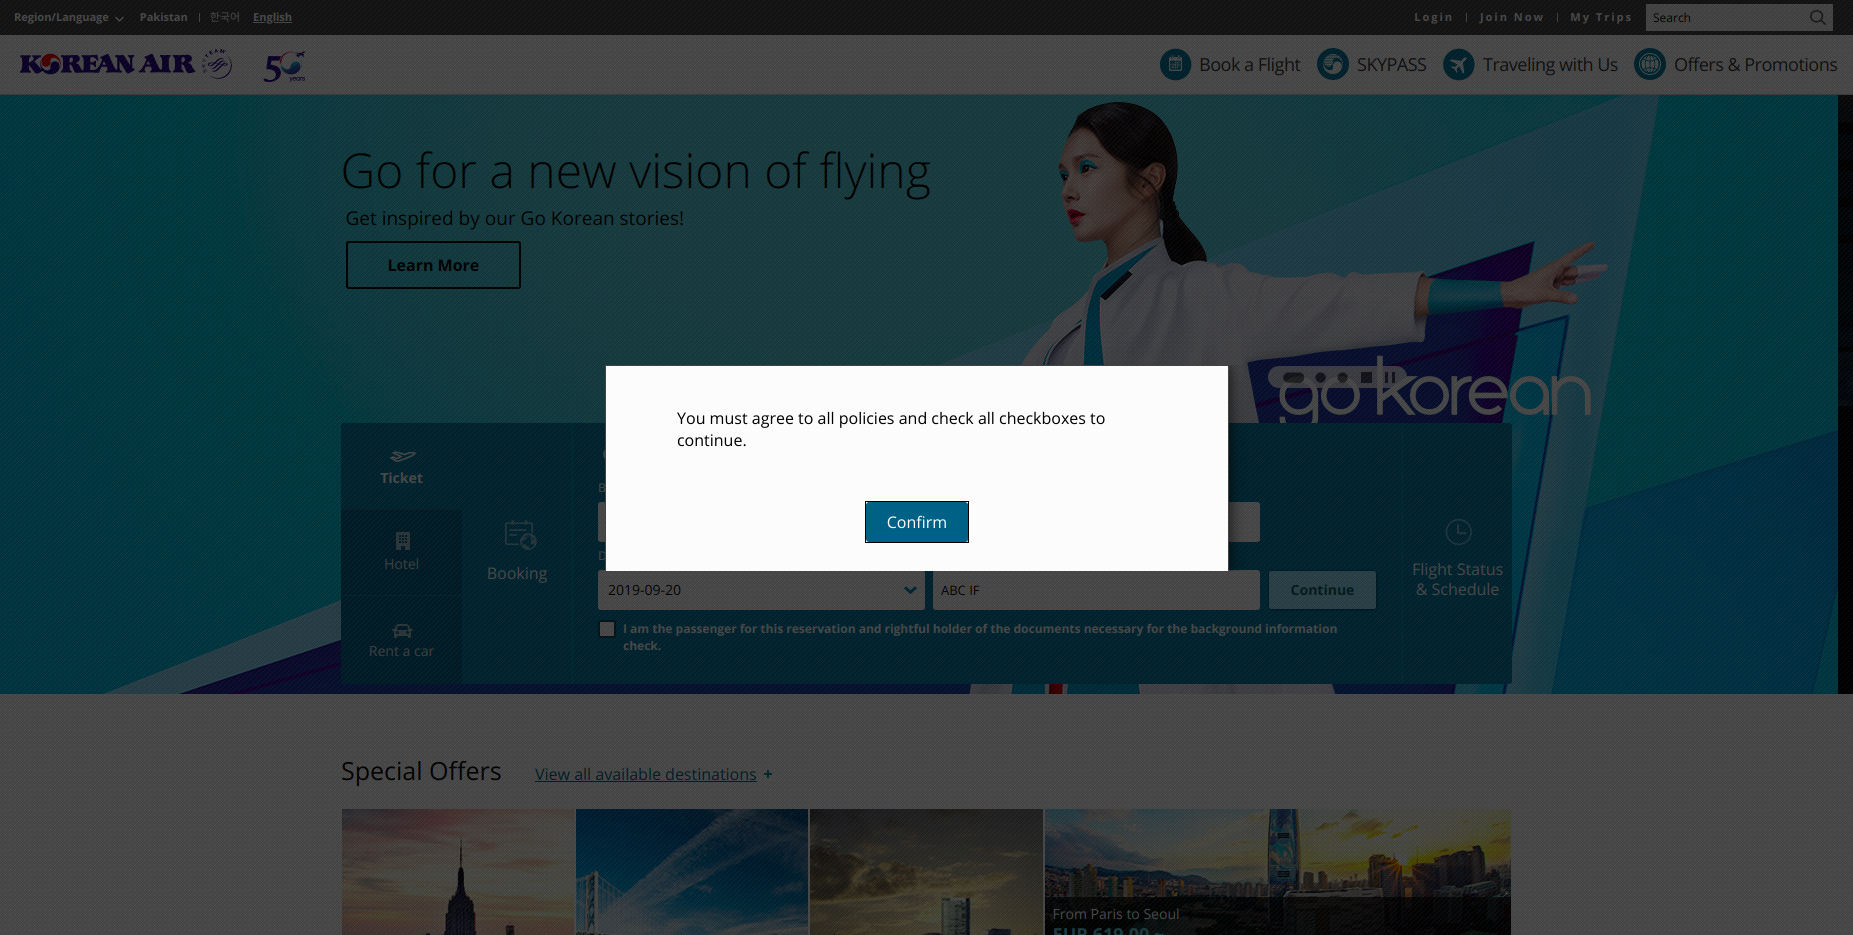 Region/Language
Pakistan
한국어
English
Login
Join Now
My Trips
Search
KOREAN AIR
50 years
Book a Flight
SKYPASS
Traveling with Us
Offers & Promotions
Go for a new vision of flying
Get inspired by our Go Korean stories!
Learn More
go korean
You must agree to all policies and check all checkboxes to
continue.
Confirm
Ticket
Hotel
Rent a car
Booking
B
D
2019-09-20
ABC IF
Continue
I am the passenger for this reservation and rightful holder of the documents necessary for the background information
check.
Flight Status
& Schedule
Special Offers
View all available destinations +
From Paris to Seoul
EUR 619.00 ~